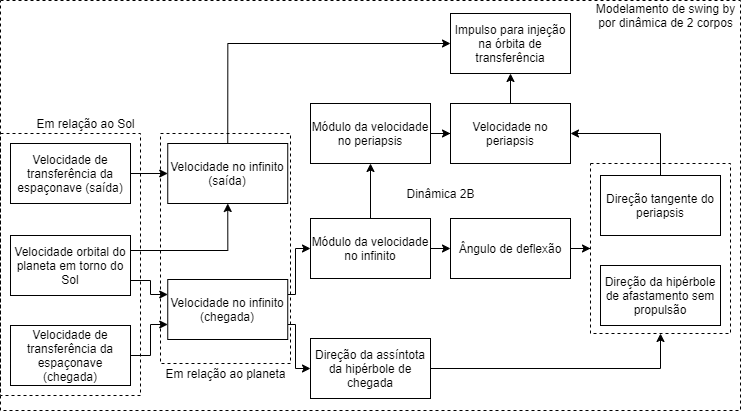 Modelamento de swing by
por dinâmica de 2 corpos
Impulso para injeção
na órbita de
transferência
Em relação ao Sol
Módulo da velocidade
no periapsis
Velocidade no
periapsis
Velocidade de
transferência da
espaçonave (saída)
Velocidade no infinito
(saída)
Dinâmica 2B
Direção tangente do
periapsis
Velocidade orbital do
planeta em torno do
Sol
Módulo da velocidade
no infinito
Ângulo de deflexão
Velocidade no infinito
(chegada)
Direção da hipérbole
de afastamento sem
propulsão
Velocidade de
transferência da
espaçonave
(chegada)
Em relação ao planeta
Direção da assíntota
da hipérbole de
chegada